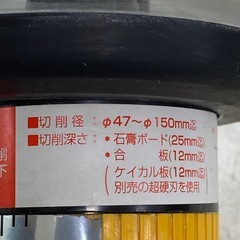 ■切削径 φ47～φ150mm迄
■切削深さ・石膏ボード(25mm迄)
・合板(12mm迄)
(ケイカル板(12mm迄)
別売の超硬刃を使用)
削
下